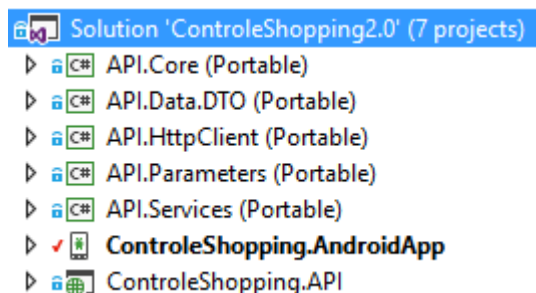 Solution 'ControleShopping2.0' (7 projects)
C# API.Core (Portable)
C# API.Data.DTO (Portable)
C# API.HttpClient (Portable)
C# API.Parameters (Portable)
C# API.Services (Portable)
ControleShopping.AndroidApp
ControleShopping.API